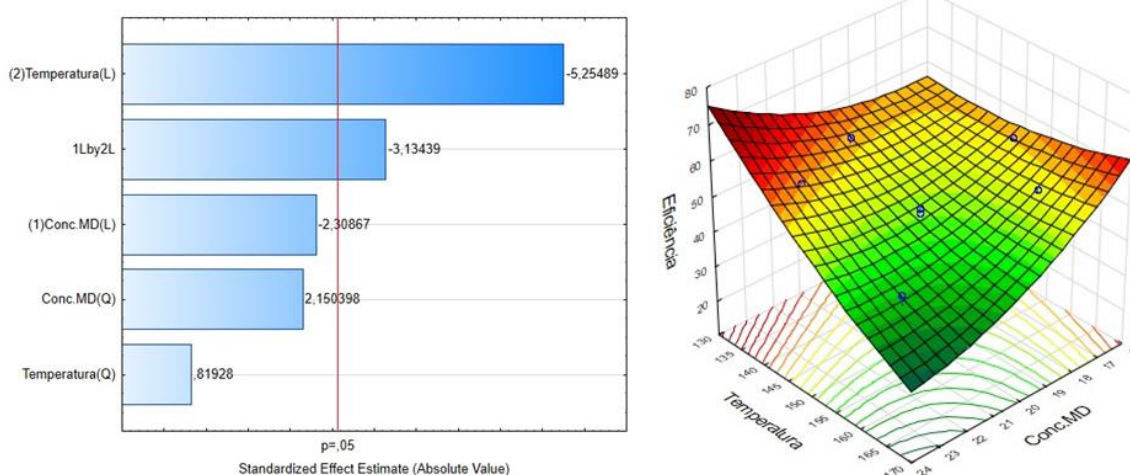 (2)Temperatura(L)
-5,25489
1Lby2L
-3,13439
(1)Conc.MD(L)
-2,30867
Conc.MD(Q)
2,150398
Temperatura(Q)
,81928
p=,05
Standardized Effect Estimate (Absolute Value)
80
70
60
50
40
30
20
Eficiência
130
135
140
145
150
155
160
165
170
Temperatura
24
23
22
21
20
19
18
17
Conc.MD